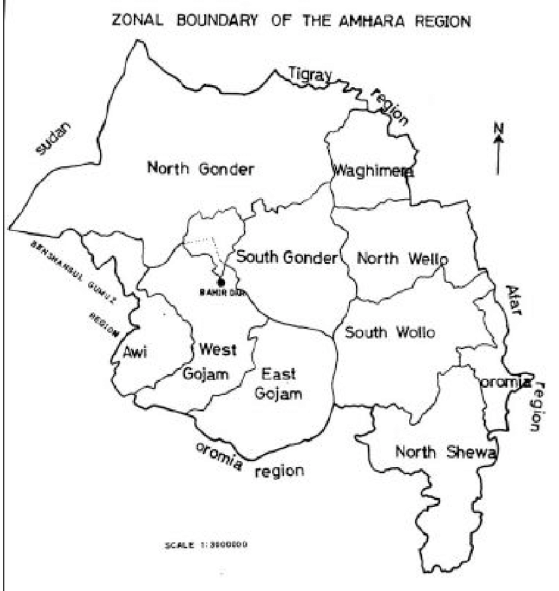 ZONAL BOUNDARY OF THE AMHARA REGION
Tigray
region
sudan
N
North Gonder
Waghimera
BENSHANSUL GUMUZ
REGION
South Gonder
North Wello
BAHIR DAR
Afar
region
South Wollo
Awi
West
Gojam
East
Gojam
oromia
North Shewa
oromia region
SCALE 1:3000000